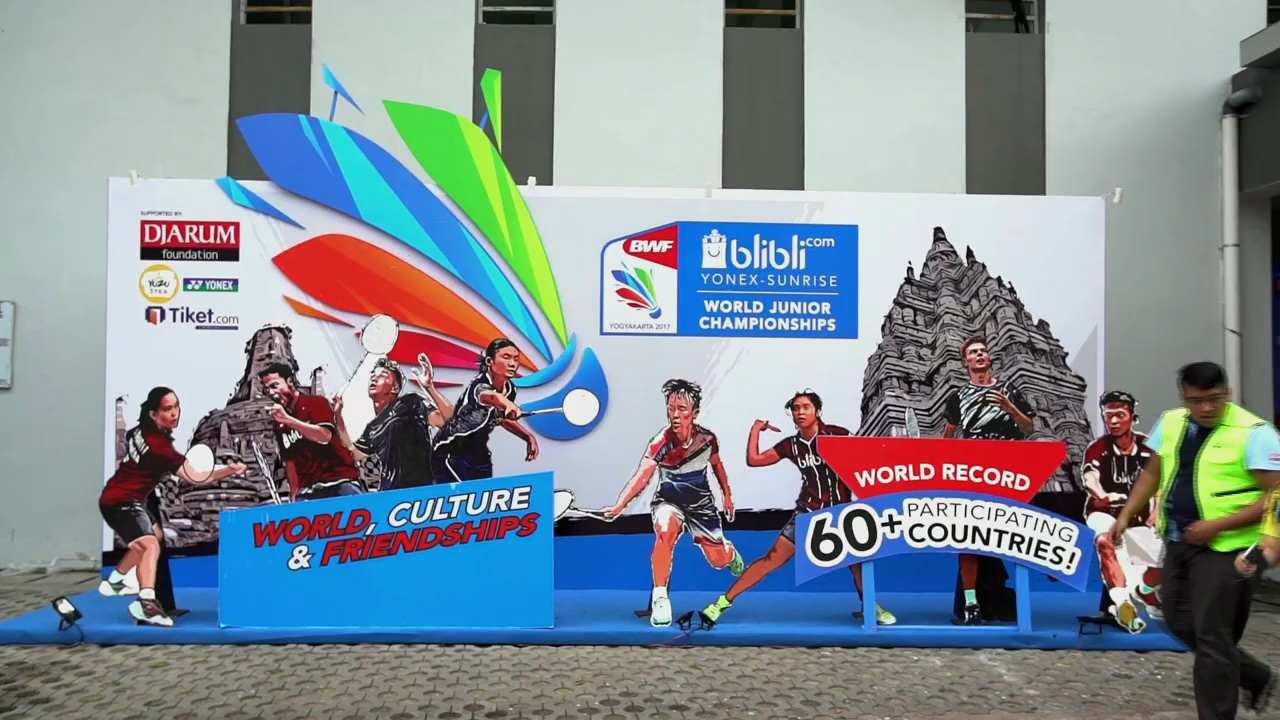 SUPPORTED BY:
DJARUM
foundation
YUZU
YONEX
Tiket.com
BWF
YOGYAKARTA 2017
blibli.com
YONEX-SUNRISE
WORLD JUNIOR
CHAMPIONSHIPS
WORLD, CULTURE
& FRIENDSHIPS
WORLD RECORD
60+ PARTICIPATING
COUNTRIES!